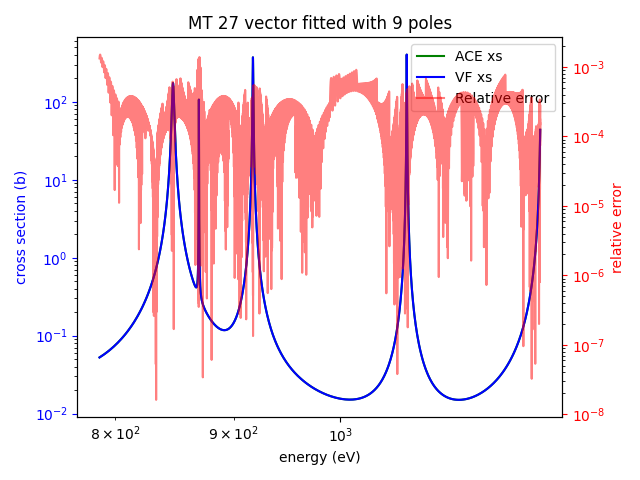 MT 27 vector fitted with 9 poles
ACE xs
VF xs
Relative error
cross section (b)
10²
10¹
10⁰
10⁻¹
10⁻²
relative error
10⁻³
10⁻⁴
10⁻⁵
10⁻⁶
10⁻⁷
10⁻⁸
8 × 10² 9 × 10² 10³
energy (eV)